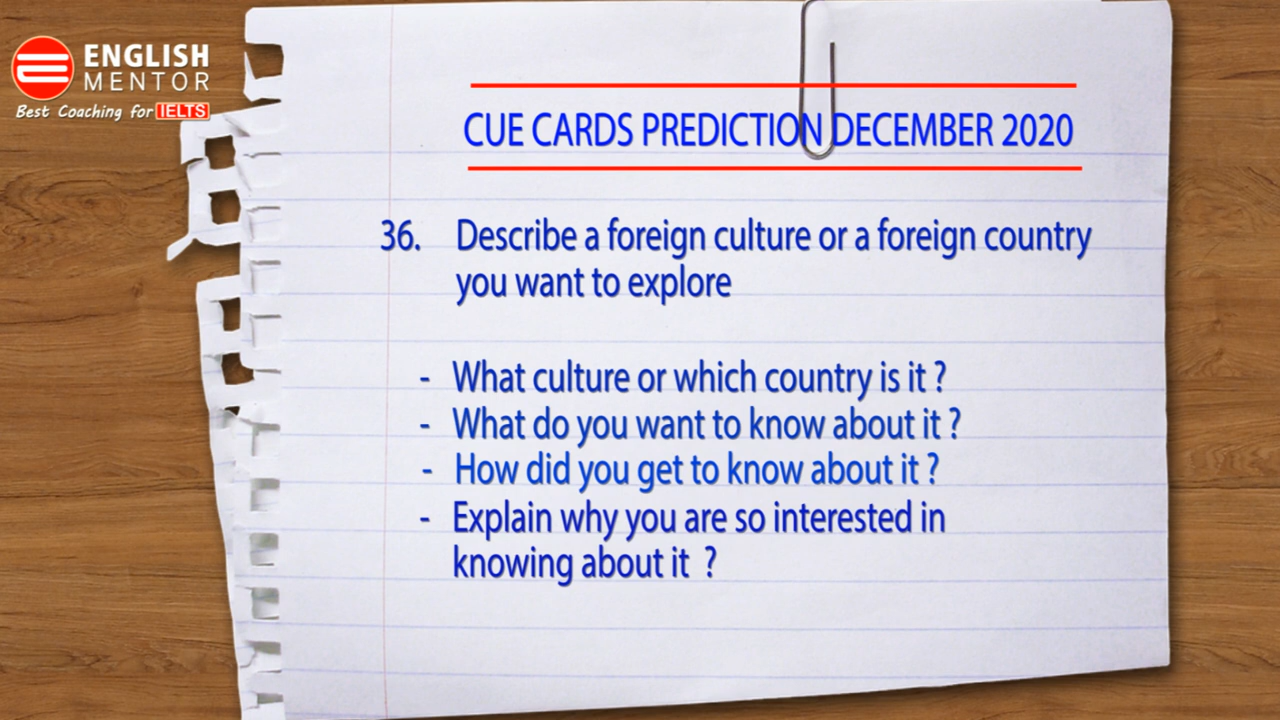 ENGLISH
MENTOR
Best Coaching for IELTS
CUE CARDS PREDICTION DECEMBER 2020
36. Describe a foreign culture or a foreign country
you want to explore
- What culture or which country is it ?
- What do you want to know about it ?
- How did you get to know about it ?
- Explain why you are so interested in
knowing about it ?